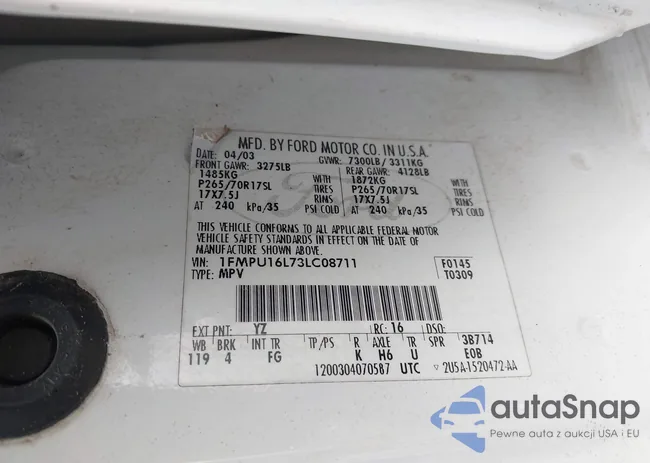 MFD. BY FORD MOTOR CO. IN U.S.A.
DATE: 04/03 GVWR: 7300LB/ 3311KG
FRONT GAWR: 3275LB REAR GAWR: 4128LB
1485KG WITH 1872KG WITH
P265/70R17SL TIRES P265/70R17SL TIRES
17X7.5J RIMS 17X7.5J RIMS
AT 240 kPa/35 PSI COLD AT 240 kPa/35 PSI COLD
THIS VEHICLE CONFORMS TO ALL APPLICABLE FEDERAL MOTOR
VEHICLE SAFETY STANDARDS IN EFFECT ON THE DATE OF
MANUFACTURE SHOWN ABOVE.
VIN: 1FMPU16L73LC08711 F0145
TYPE: MPV T0309
EXT PNT: YZ RC: 16 DSO:
WB BRK INT TR TP/PS R AXLE TR SPR 3B714
119 4 FG K H6 U E0B
1200304070587 UTC 2U5A-1520472-AA
Ford
autaSnap
Pewne auta z aukcji USA i EU